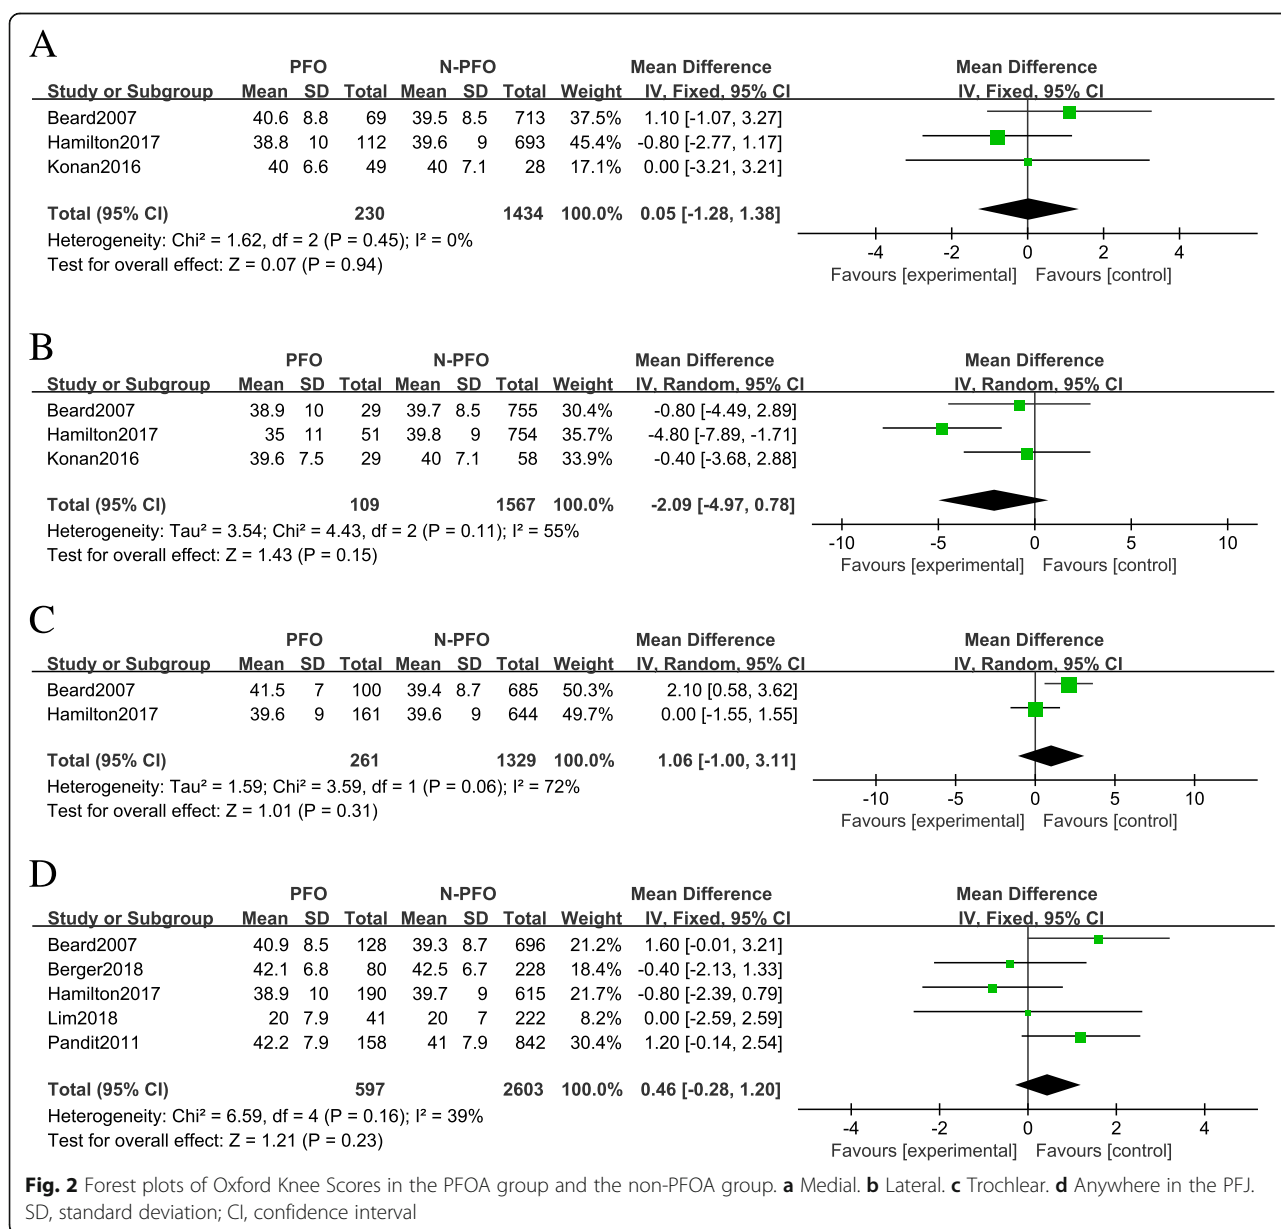 A
PFO N-PFO Mean Difference Mean Difference
Study or Subgroup Mean SD Total Mean SD Total Weight IV, Fixed, 95% CI IV, Fixed, 95% CI
Beard2007 40.6 8.8 69 39.5 8.5 713 37.5% 1.10 [-1.07, 3.27]
Hamilton2017 38.8 10 112 39.6 9 693 45.4% -0.80 [-2.77, 1.17]
Konan2016 40 6.6 49 40 7.1 28 17.1% 0.00 [-3.21, 3.21]
Total (95% CI) 230 1434 100.0% 0.05 [-1.28, 1.38]
Heterogeneity: Chi² = 1.62, df = 2 (P = 0.45); I² = 0%
Test for overall effect: Z = 0.07 (P = 0.94)
-4 -2 0 2 4
Favours [experimental] Favours [control]
B
PFO N-PFO Mean Difference Mean Difference
Study or Subgroup Mean SD Total Mean SD Total Weight IV, Random, 95% CI IV, Random, 95% CI
Beard2007 38.9 10 29 39.7 8.5 755 30.4% -0.80 [-4.49, 2.89]
Hamilton2017 35 11 51 39.8 9 754 35.7% -4.80 [-7.89, -1.71]
Konan2016 39.6 7.5 29 40 7.1 58 33.9% -0.40 [-3.68, 2.88]
Total (95% CI) 109 1567 100.0% -2.09 [-4.97, 0.78]
Heterogeneity: Tau² = 3.54; Chi² = 4.43, df = 2 (P = 0.11); I² = 55%
Test for overall effect: Z = 1.43 (P = 0.15)
-10 -5 0 5 10
Favours [experimental] Favours [control]
C
PFO N-PFO Mean Difference Mean Difference
Study or Subgroup Mean SD Total Mean SD Total Weight IV, Random, 95% CI IV, Random, 95% CI
Beard2007 41.5 7 100 39.4 8.7 685 50.3% 2.10 [0.58, 3.62]
Hamilton2017 39.6 9 161 39.6 9 644 49.7% 0.00 [-1.55, 1.55]
Total (95% CI) 261 1329 100.0% 1.06 [-1.00, 3.11]
Heterogeneity: Tau² = 1.59; Chi² = 3.59, df = 1 (P = 0.06); I² = 72%
Test for overall effect: Z = 1.01 (P = 0.31)
-10 -5 0 5 10
Favours [experimental] Favours [control]
D
PFO N-PFO Mean Difference Mean Difference
Study or Subgroup Mean SD Total Mean SD Total Weight IV, Fixed, 95% CI IV, Fixed, 95% CI
Beard2007 40.9 8.5 128 39.3 8.7 696 21.2% 1.60 [-0.01, 3.21]
Berger2018 42.1 6.8 80 42.5 6.7 228 18.4% -0.40 [-2.13, 1.33]
Hamilton2017 38.9 10 190 39.7 9 615 21.7% -0.80 [-2.39, 0.79]
Lim2018 20 7.9 41 20 7 222 8.2% 0.00 [-2.59, 2.59]
Pandit2011 42.2 7.9 158 41 7.9 842 30.4% 1.20 [-0.14, 2.54]
Total (95% CI) 597 2603 100.0% 0.46 [-0.28, 1.20]
Heterogeneity: Chi² = 6.59, df = 4 (P = 0.16); I² = 39%
Test for overall effect: Z = 1.21 (P = 0.23)
-4 -2 0 2 4
Favours [experimental] Favours [control]
Fig. 2 Forest plots of Oxford Knee Scores in the PFOA group and the non-PFOA group. a Medial. b Lateral. c Trochlear. d Anywhere in the PFJ.
SD, standard deviation; CI, confidence interval